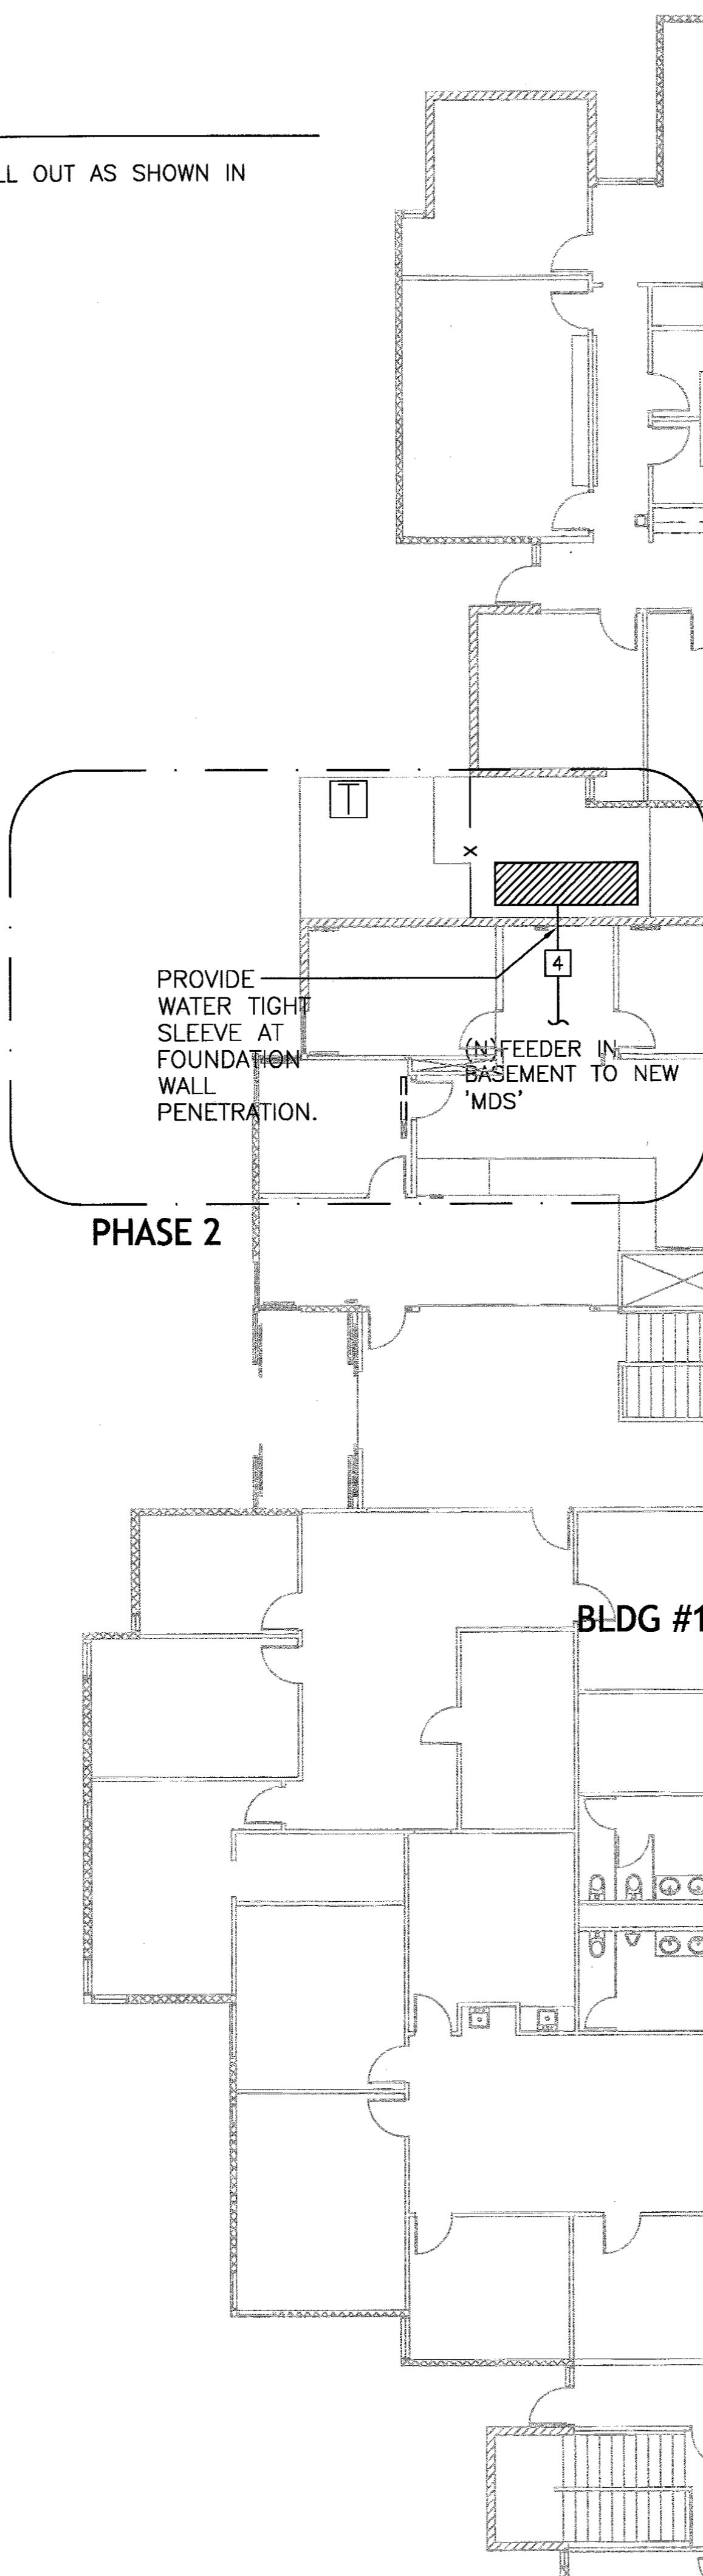 LL OUT AS SHOWN IN
T
x
4
PROVIDE
WATER TIGHT
SLEEVE AT
FOUNDATION
WALL
PENETRATION.
(N)FEEDER IN
BASEMENT TO NEW
'MDS'
PHASE 2
BLDG #1